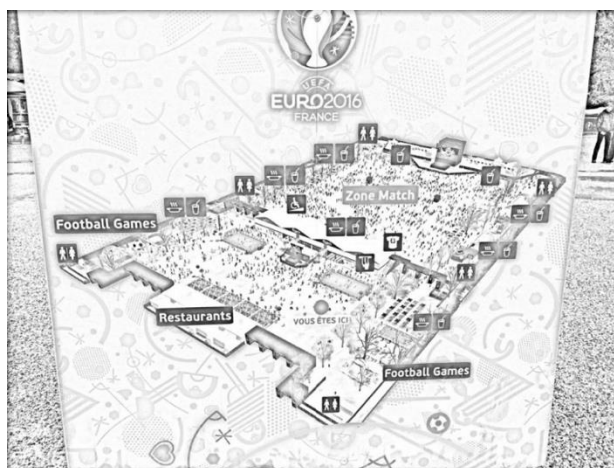 UEFA
EURO2016
FRANCE
Zone Match
Football Games
Restaurants
VOUS ÊTES ICI
Football Games